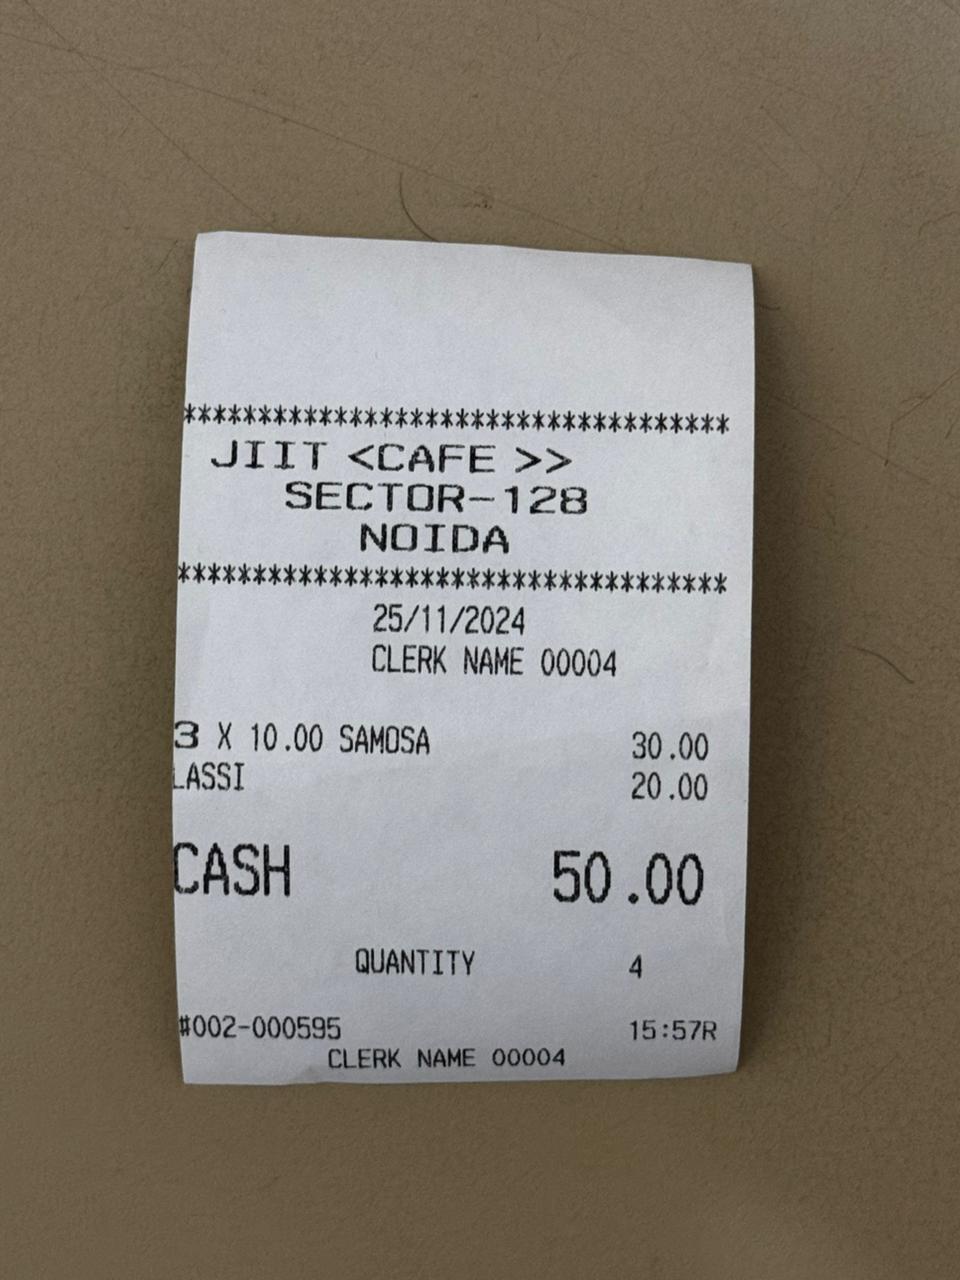 ************************************
JIIT <CAFE >>
SECTOR-128
NOIDA
************************************
25/11/2024
CLERK NAME 00004
3 X 10.00 SAMOSA 30.00
LASSI 20.00
CASH 50.00
QUANTITY 4
#002-000595 15:57R
CLERK NAME 00004